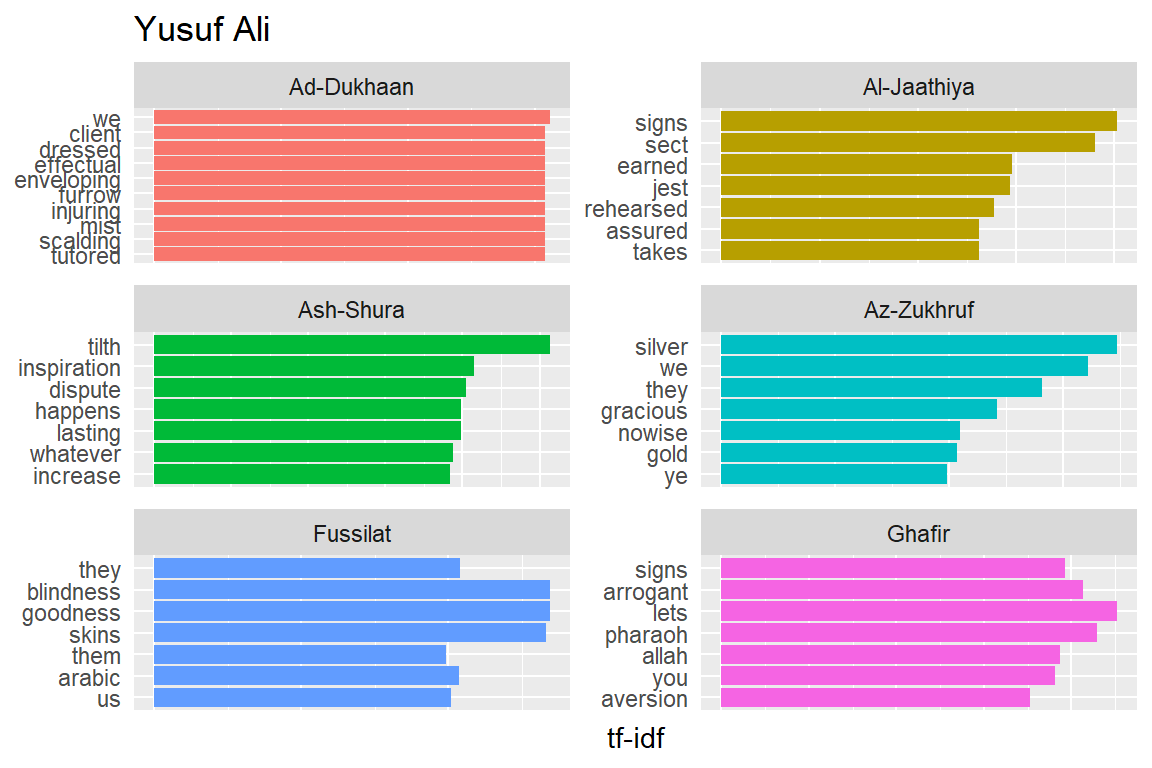 Yusuf Ali
Ad-Dukhaan
we
client
dressed
effectual
enveloping
furrow
injuring
mist
scalding
tutored
Al-Jaathiya
signs
sect
earned
jest
rehearsed
assured
takes
Ash-Shura
tilth
inspiration
dispute
happens
lasting
whatever
increase
Az-Zukhruf
silver
we
they
gracious
nowise
gold
ye
Fussilat
they
blindness
goodness
skins
them
arabic
us
Ghafir
signs
arrogant
lets
pharaoh
allah
you
aversion
tf-idf